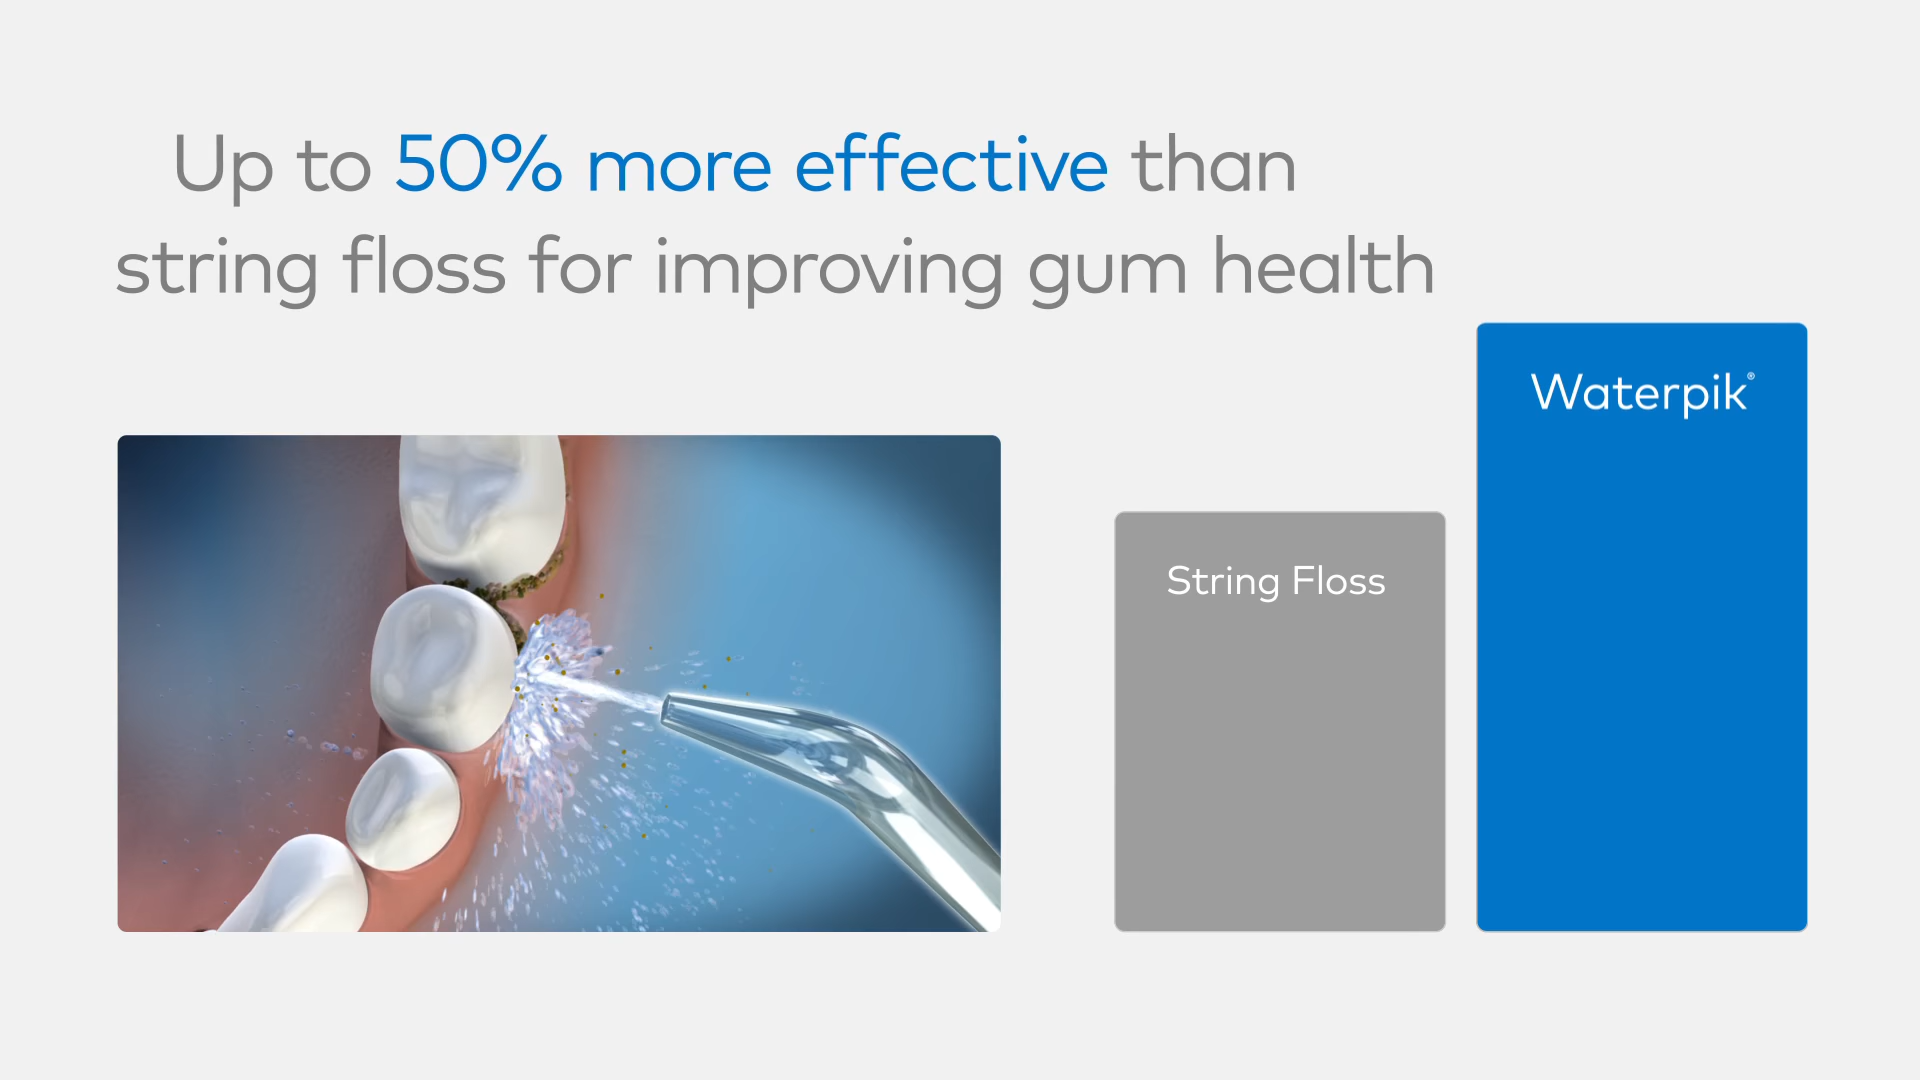 Up to 50% more effective than
string floss for improving gum health
Waterpik®
String Floss